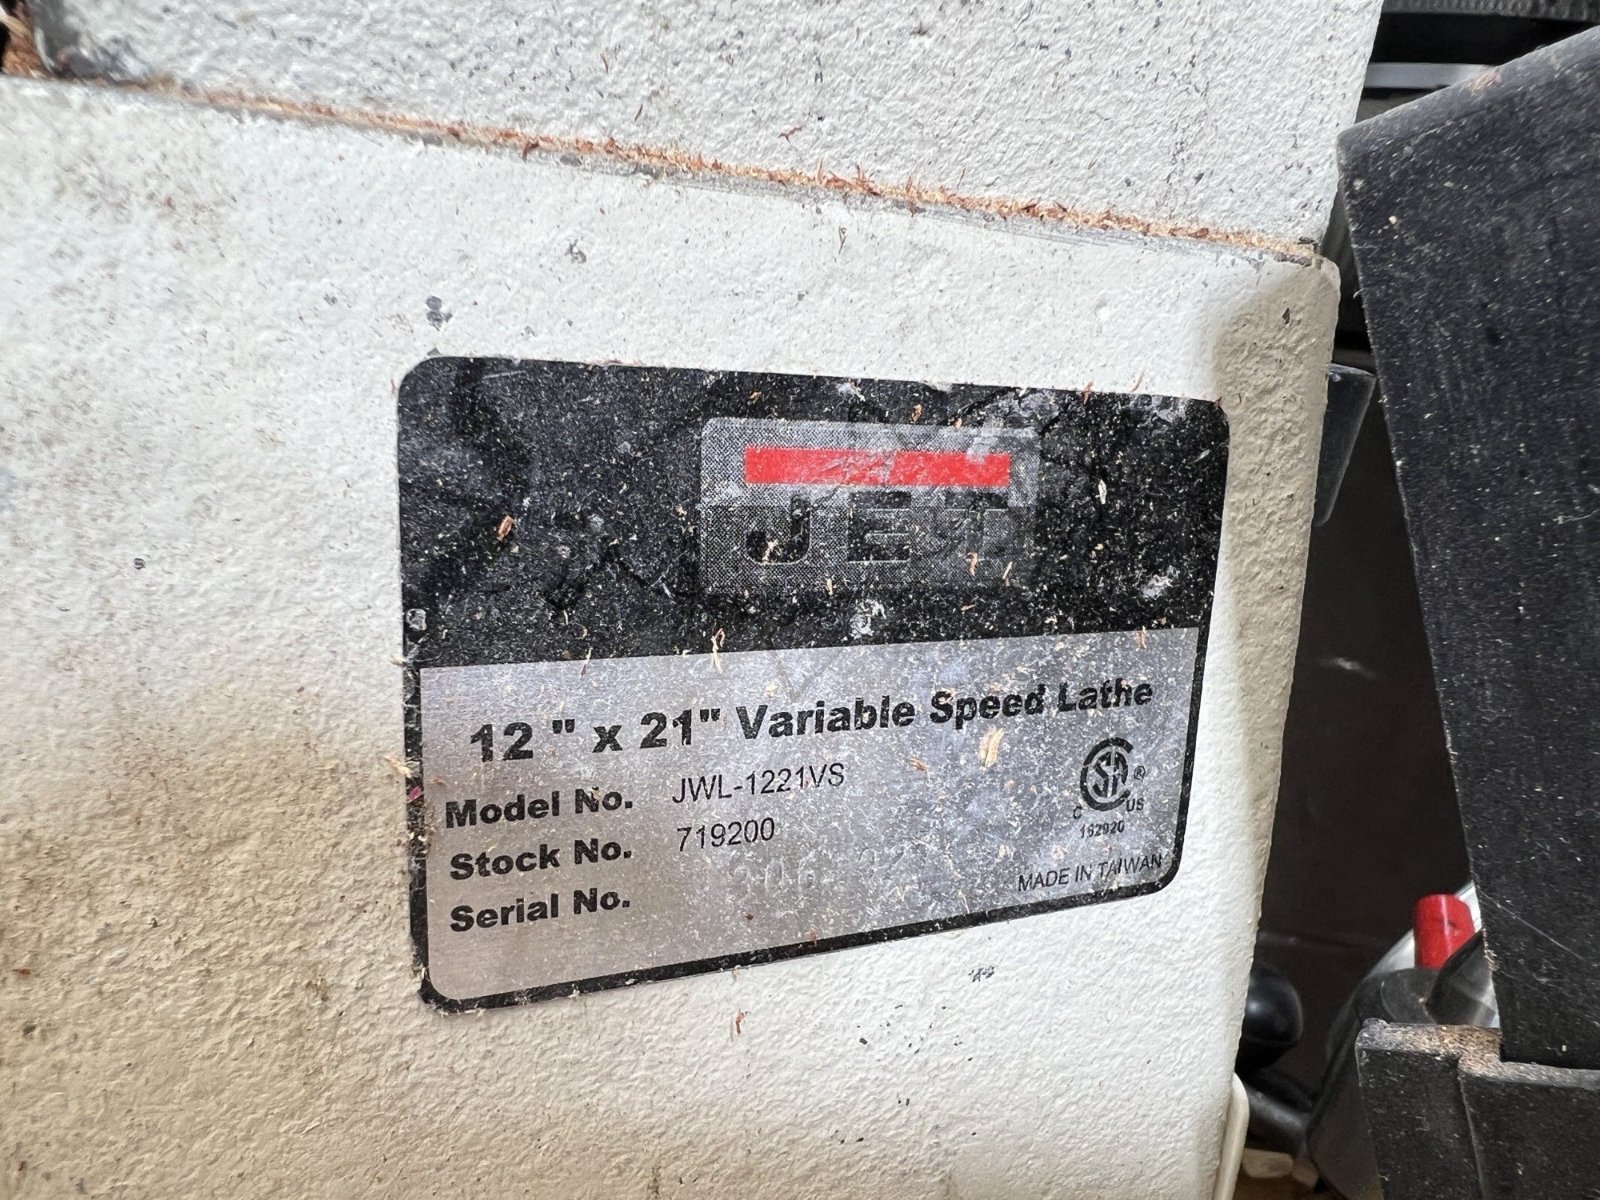 JET
12 " x 21" Variable Speed Lathe
Model No. JWL-1221VS
Stock No. 719200
Serial No.
C US
162920
MADE IN TAIWAN